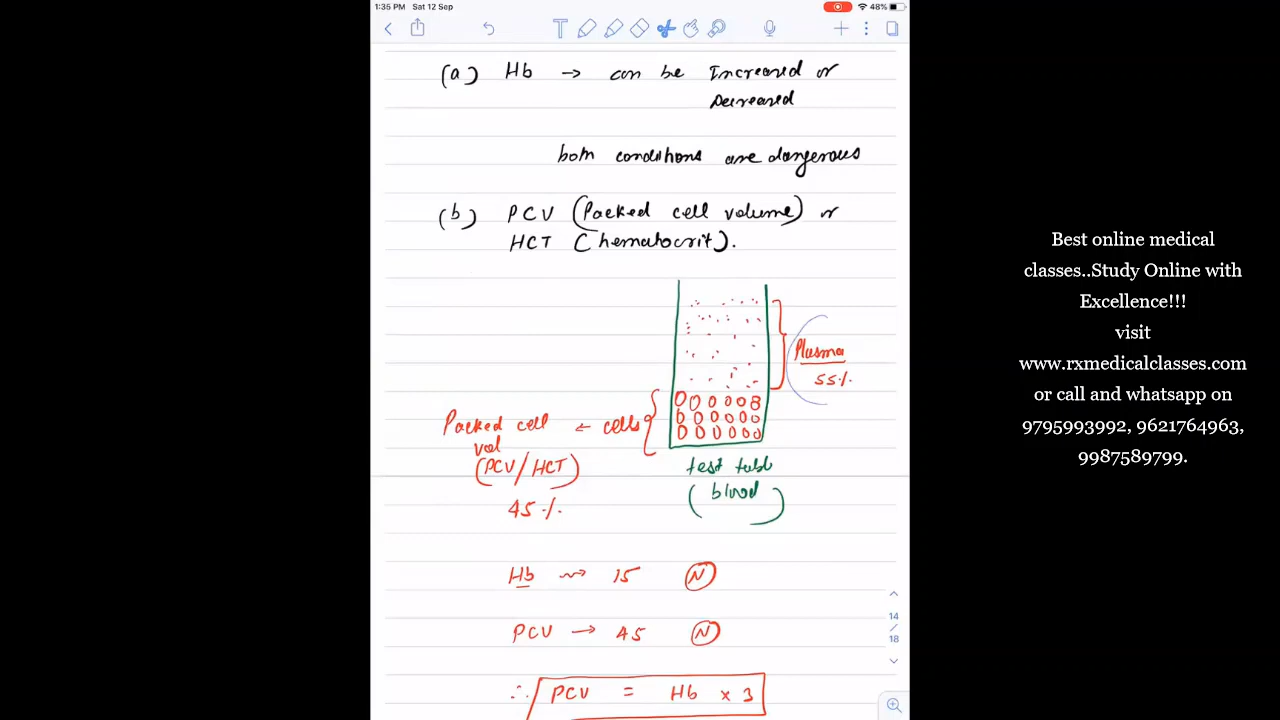 1:35 PM Sat 12 Sep
48%
(a) Hb → can be Increased or
Decreased
both conditions are dangerous
(b) PCV (Packed cell volume) or
HCT (hematocrit).
Plasma
55%
Packed cell ← cells
vol
(PCV/HCT)
45%
test tube
(blood)
Hb → 15 N
PCV → 45 N
∴ PCV = Hb × 3
14
/
18
Best online medical
classes..Study Online with
Excellence!!!
visit
www.rxmedicalclasses.com
or call and whatsapp on
9795993992, 9621764963,
9987589799.